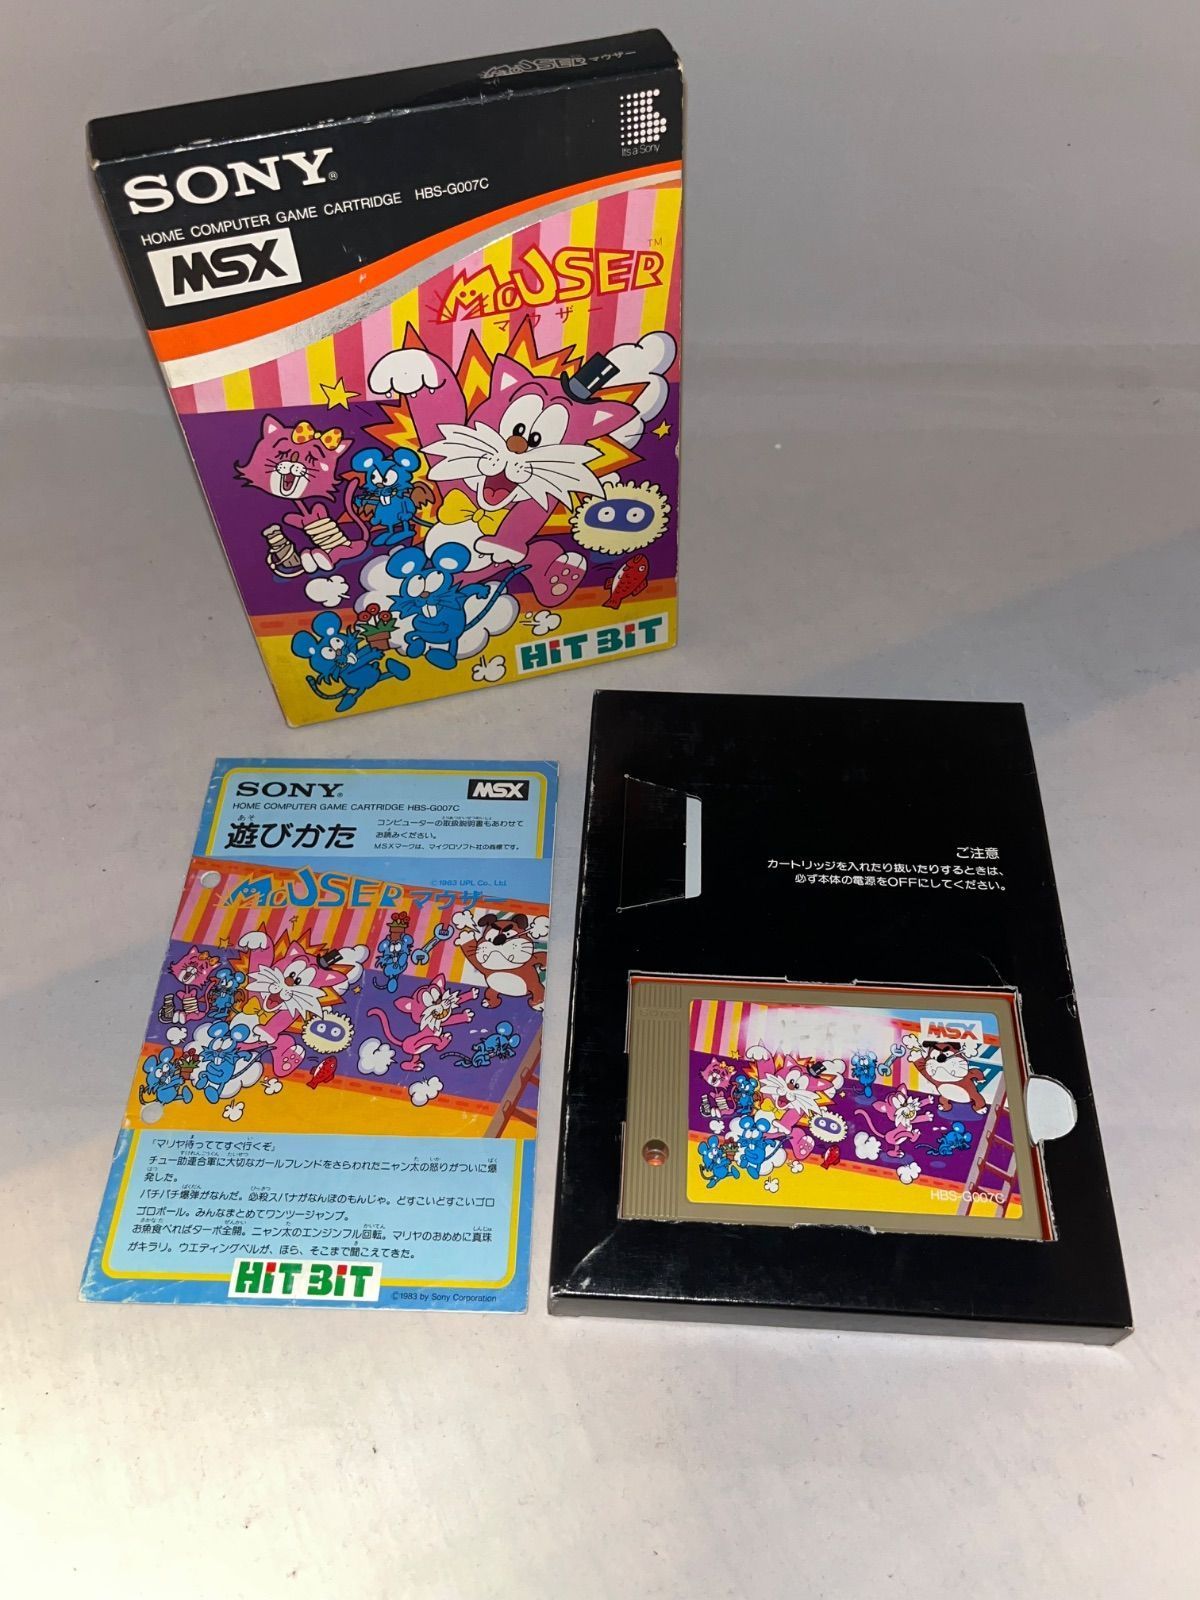 MOUSER マウザー
SONY®
It's a Sony
HOME COMPUTER GAME CARTRIDGE HBS-G007C
MSX
MOUSER™
マウザー
HIT BIT
SONY®
MSX
HOME COMPUTER GAME CARTRIDGE HBS-G007C
あそ
遊びかた
コンピューターの取扱説明書もあわせて
お読みください。
MSXマークは、マイクロソフト社の商標です。
©1983 UPL Co., Ltd.
MOUSER マウザー
「マリヤ待っててすぐ行くぞ」
チュー助連合軍に大切なガールフレンドをさらわれたニャン太の怒りがついに爆
発した。
パチパチ爆弾がなんだ。必殺スパナがなんぼのもんじゃ。どすこいどすこいゴロ
ゴロボール。みんなまとめてワンツージャンプ。
お魚食べればターボ全開。ニャン太のエンジンフル回転。マリヤのおめめに真珠
がキラリ。ウエディングベルが、ほら、そこまで聞こえてきた。
HIT BIT
©1983 by Sony Corporation
ご注意
カートリッジを入れたり抜いたりするときは、
必ず本体の電源をOFFにしてください。
SONY
MSX
HBS-G007C